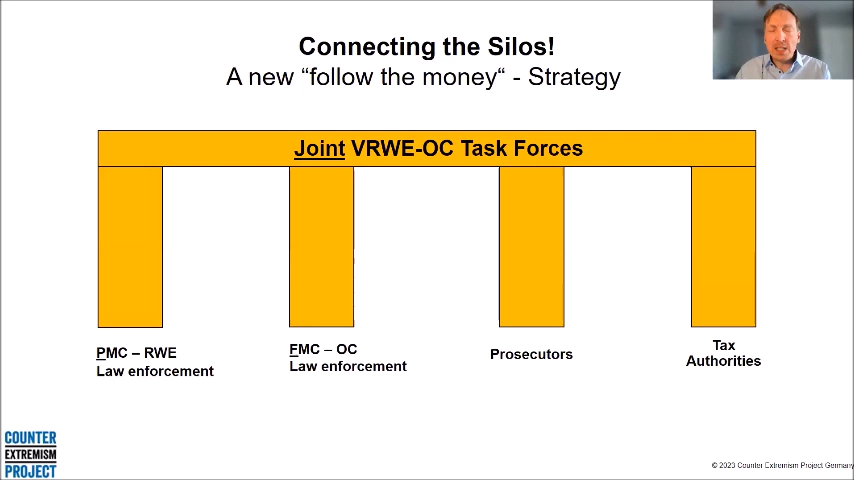 Connecting the Silos!
A new “follow the money“ - Strategy
Joint VRWE-OC Task Forces
PMC – RWE
Law enforcement
FMC – OC
Law enforcement
Prosecutors
Tax
Authorities
COUNTER
EXTREMISM
PROJECT
© 2023 Counter Extremism Project Germany